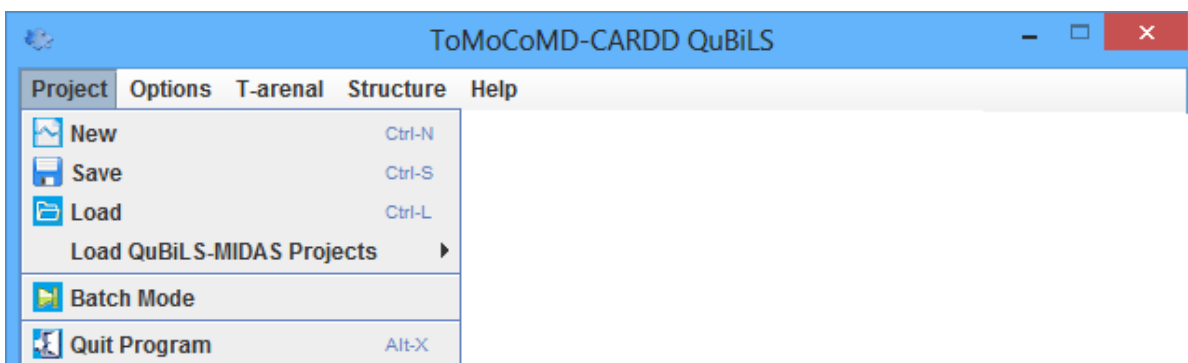 ToMoCoMD-CARDD QuBiLS
Project Options T-arenal Structure Help
New Ctrl-N
Save Ctrl-S
Load Ctrl-L
Load QuBiLS-MIDAS Projects
Batch Mode
Quit Program Alt-X